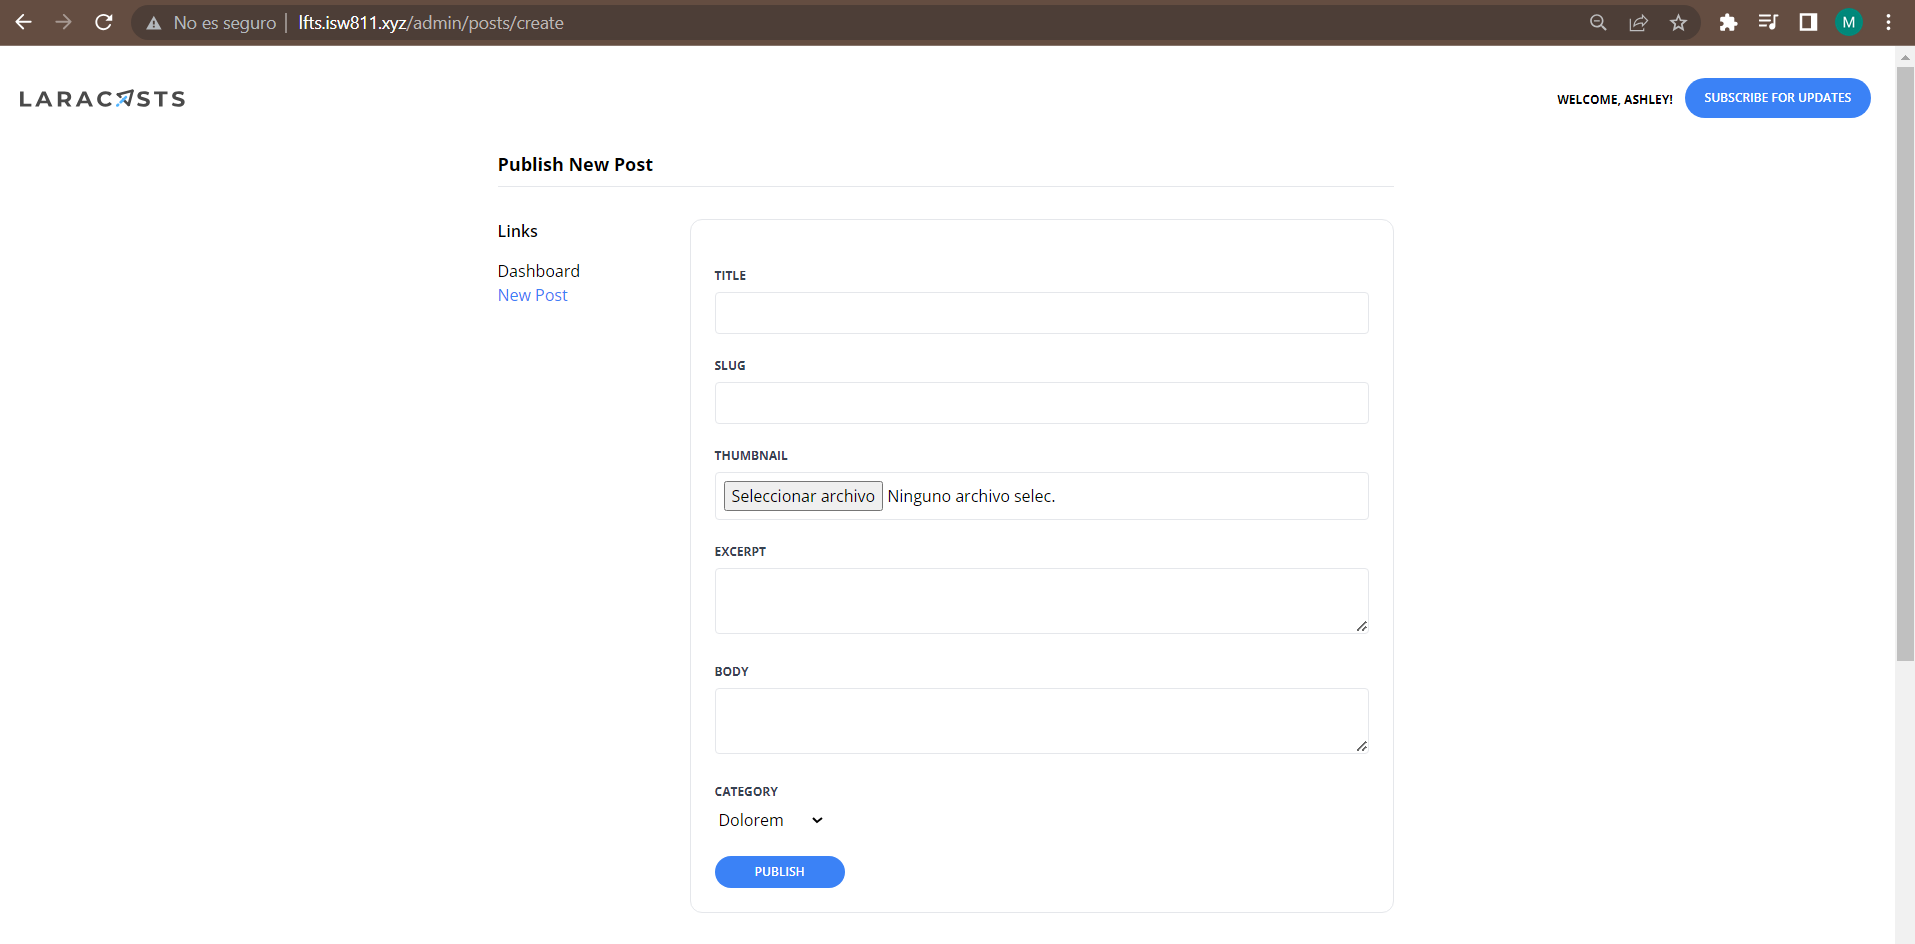 No es seguro | lfts.isw811.xyz/admin/posts/create
M
LARACASTS
WELCOME, ASHLEY!
SUBSCRIBE FOR UPDATES
Publish New Post
Links
Dashboard
New Post
TITLE
SLUG
THUMBNAIL
Seleccionar archivo Ninguno archivo selec.
EXCERPT
BODY
CATEGORY
Dolorem
PUBLISH